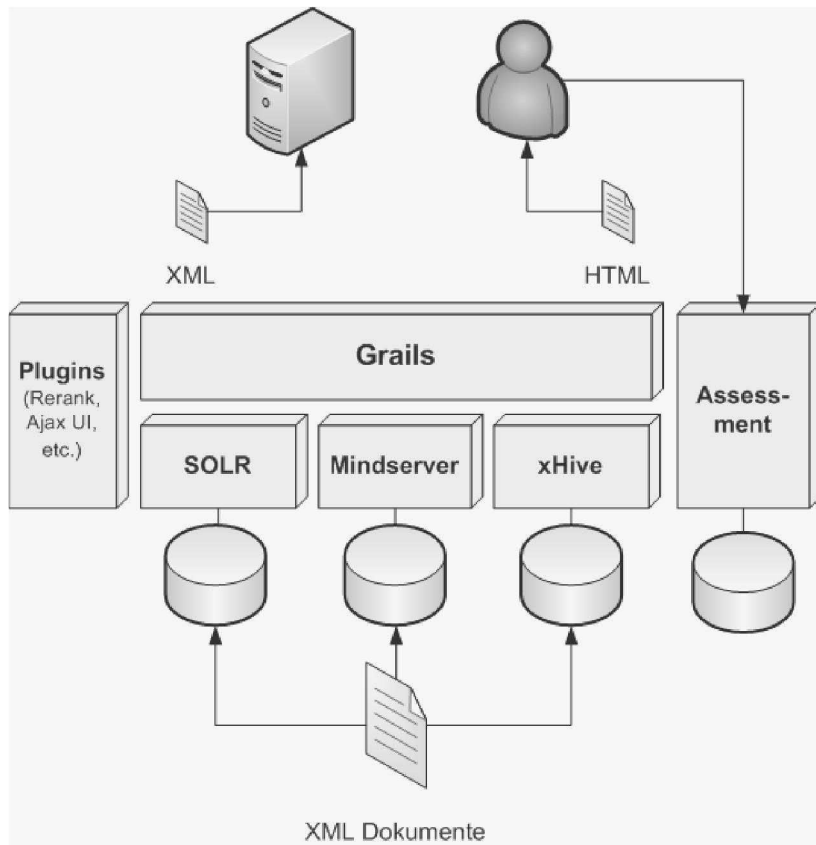 XML
HTML
Plugins
(Rerank,
Ajax UI,
etc.)
Grails
Assess-
ment
SOLR
Mindserver
xHive
XML Dokumente